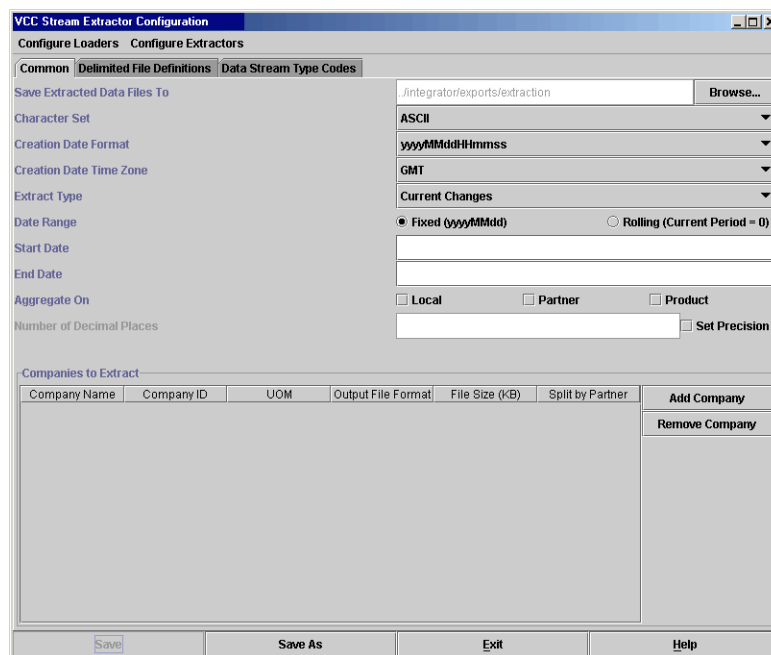 VCC Stream Extractor Configuration
Configure Loaders Configure Extractors
Common Delimited File Definitions Data Stream Type Codes
Save Extracted Data Files To ../integrator/exports/extraction Browse...
Character Set ASCII
Creation Date Format yyyyMMddHHmmss
Creation Date Time Zone GMT
Extract Type Current Changes
Date Range Fixed (yyyyMMdd) Rolling (Current Period = 0)
Start Date
End Date
Aggregate On Local Partner Product
Number of Decimal Places Set Precision
Companies to Extract
Company Name Company ID UOM Output File Format File Size (KB) Split by Partner Add Company
Remove Company
Save Save As Exit Help